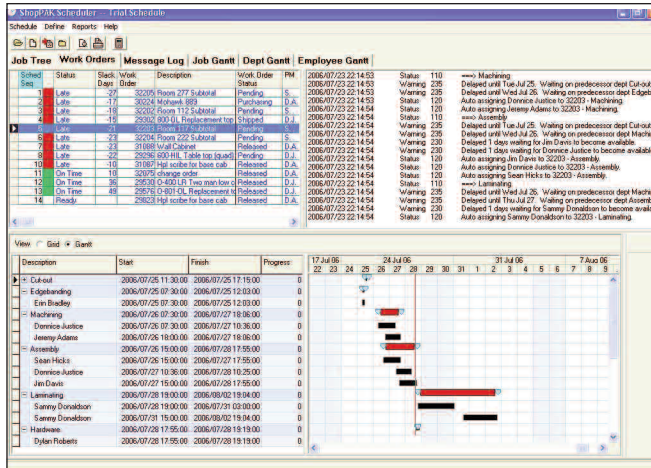 ShopPAK Scheduler -- Trial Schedule
Schedule Define Reports Help
Job Tree Work Orders Message Log Job Gantt Dept Gantt Employee Gantt
Sched Seq Status Slack Days Work Order Description Work Order Status PM
1 Late -27 32205 Room 277 Subtotal Pending S.
2 Late -17 30224 Mohawk 889 Purchasing D.A.
3 Late -18 32202 Room 112 Subtotal Pending S.
4 Late -15 29302 800-GL Replacement top Shipped D.J.
5 Late -21 32203 Room 177 Subtotal Pending S.
6 Late -23 32204 Room 222 Subtotal Pending S.
7 Late -23 31088 Wall Cabinet Released D.A.
8 Late -22 29296 600-HIL Table top (quad) Pending D.J.
10 Late -10 31087 Hpl scribe for base cab Released D.A.
11 On Time 10 32075 change order Released D.A.
12 On Time 36 29530 O-400-LR Two man low c Released D.J.
13 On Time 49 29576 O-801-OL Replacement t Released D.J.
14 Ready 29823 Hpl scribe for base cab Released D.A.
2006/07/23 22:14:53 Status 110 ===> Machining
2006/07/23 22:14:53 Warning 235 Delayed until Tue Jul 25. Waiting on predecessor dept Cut-out
2006/07/23 22:14:53 Warning 235 Delayed until Wed Jul 26. Waiting on predecessor dept Edgeb
2006/07/23 22:14:54 Status 120 Auto assigning Donnice Justice to 32203 - Machining.
2006/07/23 22:14:54 Status 110 ===> Assembly
2006/07/23 22:14:54 Warning 235 Delayed until Tue Jul 25. Waiting on predecessor dept Cut-out
2006/07/23 22:14:54 Warning 235 Delayed until Wed Jul 26. Waiting on predecessor dept Machi
2006/07/23 22:14:54 Warning 230 Delayed 1 days waiting for Jim Davis to become available.
2006/07/23 22:14:54 Warning 230 Delayed 1 days waiting for Donnice Justice to become availabl
2006/07/23 22:14:54 Status 120 Auto assigning Jim Davis to 32203 - Assembly.
2006/07/23 22:14:54 Status 120 Auto assigning Donnice Justice to 32203 - Assembly.
2006/07/23 22:14:54 Status 120 Auto assigning Sean Hicks to 32203 - Assembly.
2006/07/23 22:14:54 Status 110 ===> Laminating
2006/07/23 22:14:54 Warning 235 Delayed until Wed Jul 26. Waiting on predecessor dept Machi
2006/07/23 22:14:54 Warning 235 Delayed until Thu Jul 27. Waiting on predecessor dept Assemb
2006/07/23 22:14:54 Warning 230 Delayed 1 days waiting for Sammy Donaldson to become availa
2006/07/23 22:14:54 Status 120 Auto assigning Sammy Donaldson to 32203 - Laminating.
View Grid Gantt
Description Start Finish Progress
Cut-out 2006/07/25 11:30:00 2006/07/25 17:15:00 0
Edgebanding 2006/07/25 07:30:00 2006/07/25 12:03:00 0
Erin Bradley 2006/07/25 07:30:00 2006/07/25 12:03:00 0
Machining 2006/07/26 07:30:00 2006/07/27 18:06:00 0
Donnice Justice 2006/07/26 07:30:00 2006/07/27 10:36:00 0
Jeremy Adams 2006/07/26 18:00:00 2006/07/27 18:06:00 0
Assembly 2006/07/26 15:00:00 2006/07/28 17:55:00 0
Sean Hicks 2006/07/26 15:00:00 2006/07/27 17:55:00 0
Donnice Justice 2006/07/27 10:36:00 2006/07/28 10:25:00 0
Jim Davis 2006/07/27 15:00:00 2006/07/28 17:55:00 0
Laminating 2006/07/28 19:00:00 2006/08/02 19:04:00 0
Sammy Donaldson 2006/07/28 19:00:00 2006/07/31 03:00:00 0
Sammy Donaldson 2006/07/31 15:00:00 2006/08/02 19:04:00 0
Hardware 2006/07/28 17:55:00 2006/07/28 19:19:00 0
Dylan Roberts 2006/07/28 17:55:00 2006/07/28 19:19:00 0
17 Jul 06 24 Jul 06 31 Jul 06 7 Aug 06
22 23 24 25 26 27 28 29 30 31 1 2 3 4 5 6 7 8 9